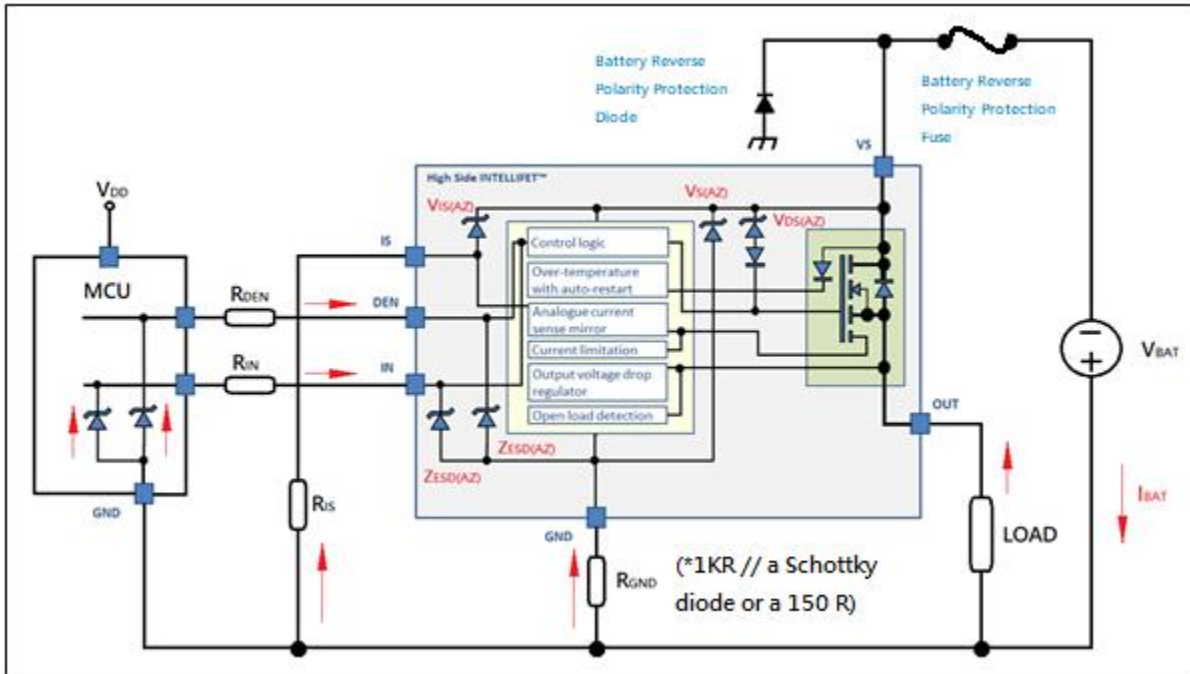 Battery Reverse
Polarity Protection
Diode
Battery Reverse
Polarity Protection
Fuse
VS
High Side INTELLIFET™
VDD
VIS(AZ)
VS(AZ)
VDS(AZ)
IS
Control logic
MCU
RDEN
DEN
Over-temperature
with auto-restart
Analogue current
sense mirror
VBAT
RIN
IN
Current limitation
Output voltage drop
regulator
Open load detection
OUT
ZESD(AZ)
ZESD(AZ)
GND
RIS
IBAT
LOAD
GND
RGND
(*1KR // a Schottky
diode or a 150 R)